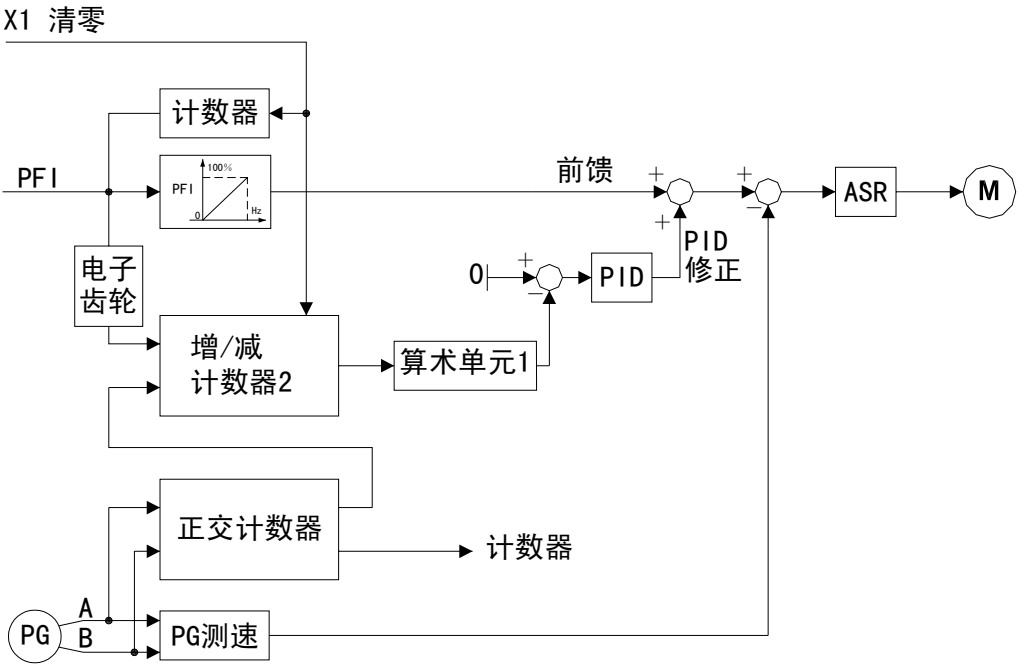 X1 清零
计数器
PFI
PFI
100%
0
Hz
前馈
+
+
+
−
ASR
M
PID
修正
电子
齿轮
0
+
−
PID
增/减
计数器2
算术单元1
正交计数器
计数器
PG
A
B
PG测速